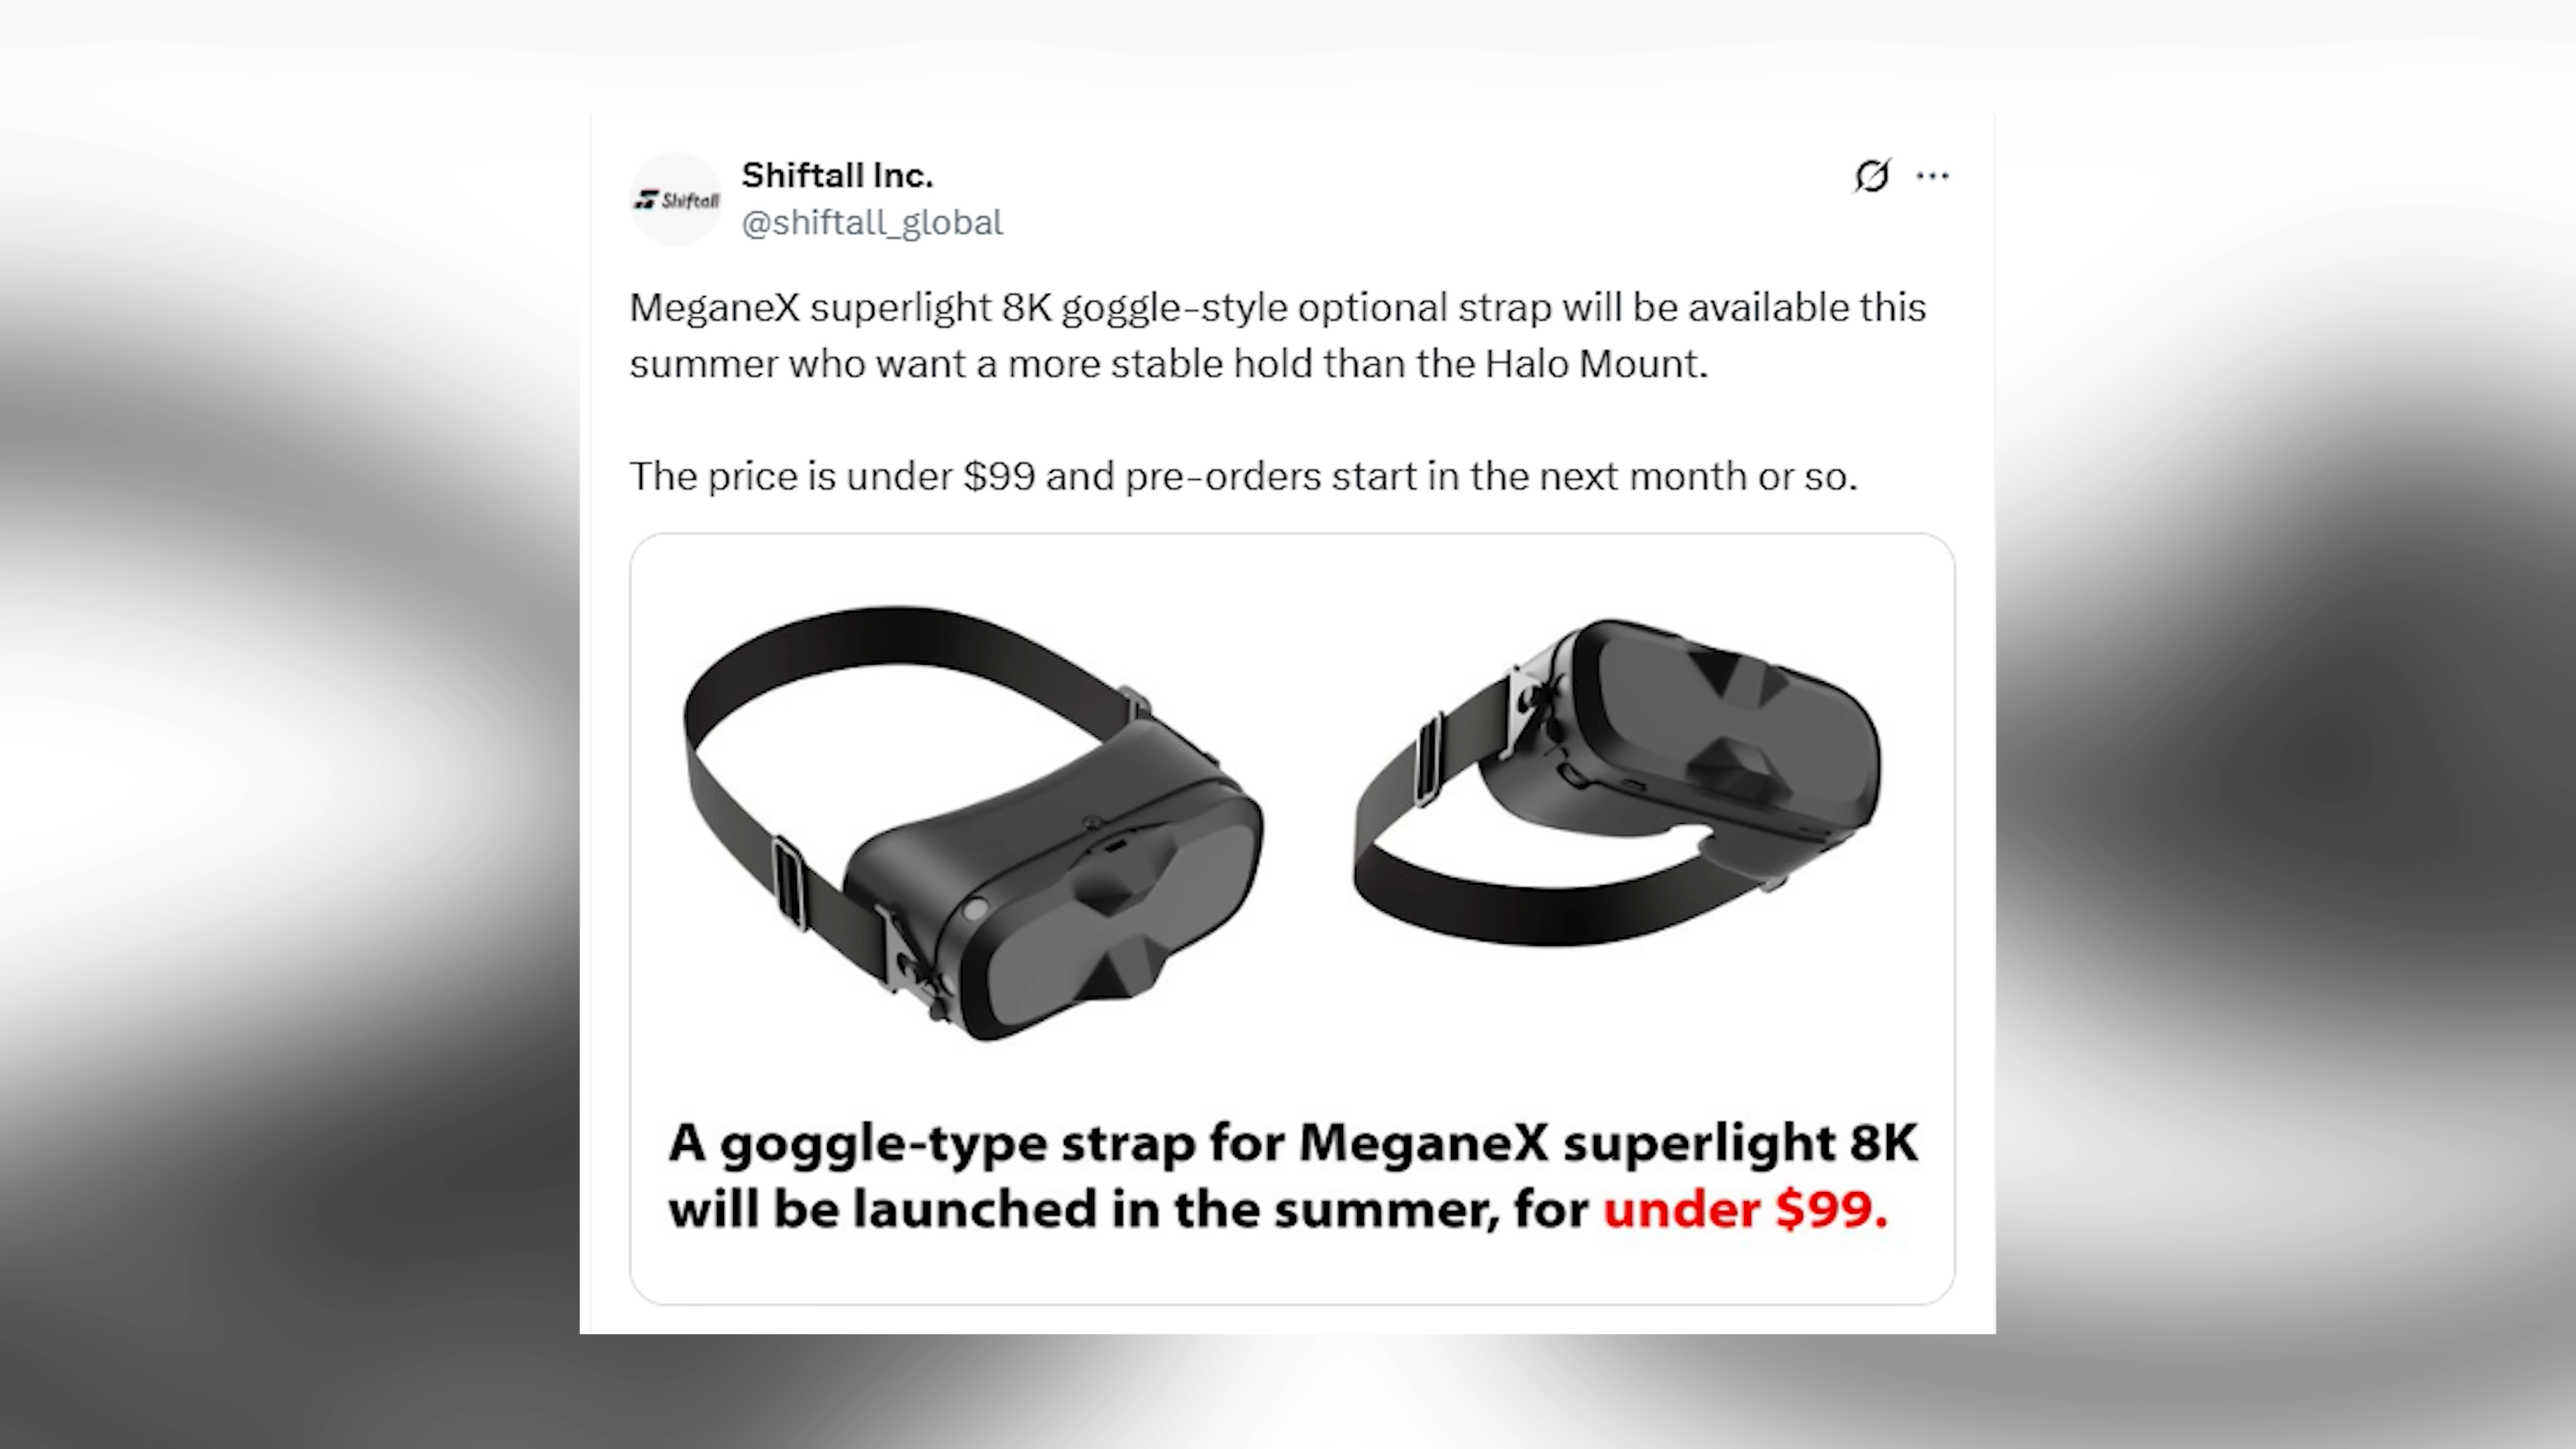 Shiftall
Shiftall Inc.
@shiftall_global
MeganeX superlight 8K goggle-style optional strap will be available this
summer who want a more stable hold than the Halo Mount.
The price is under $99 and pre-orders start in the next month or so.
A goggle-type strap for MeganeX superlight 8K
will be launched in the summer, for under $99.